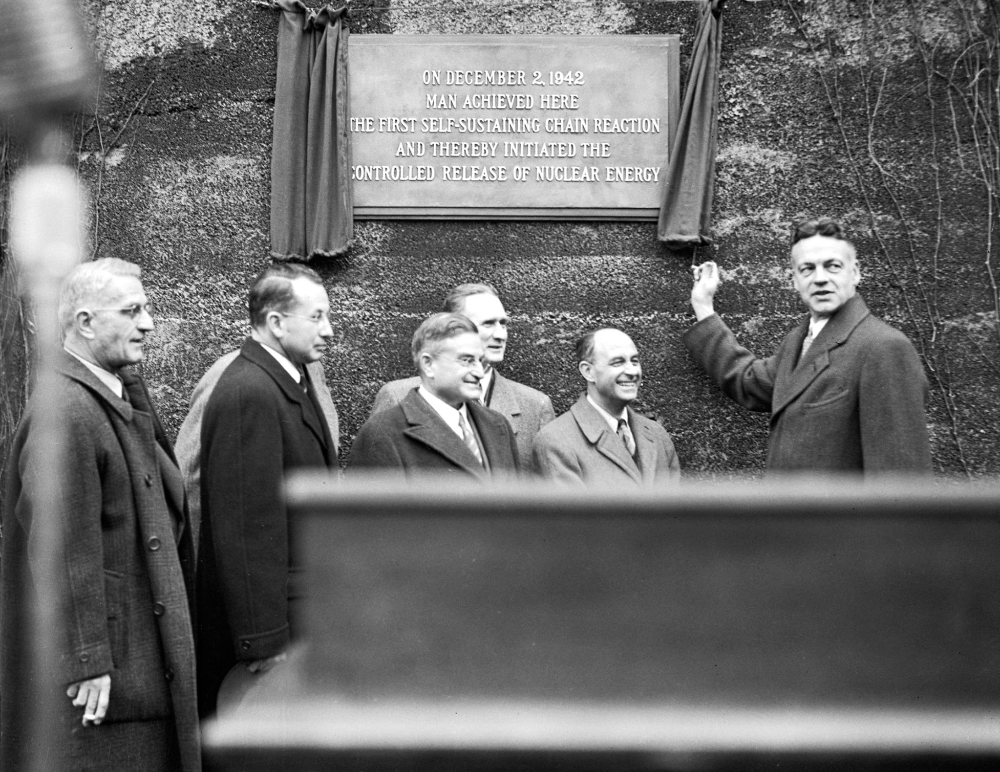 ON DECEMBER 2, 1942
MAN ACHIEVED HERE
THE FIRST SELF-SUSTAINING CHAIN REACTION
AND THEREBY INITIATED THE
CONTROLLED RELEASE OF NUCLEAR ENERGY